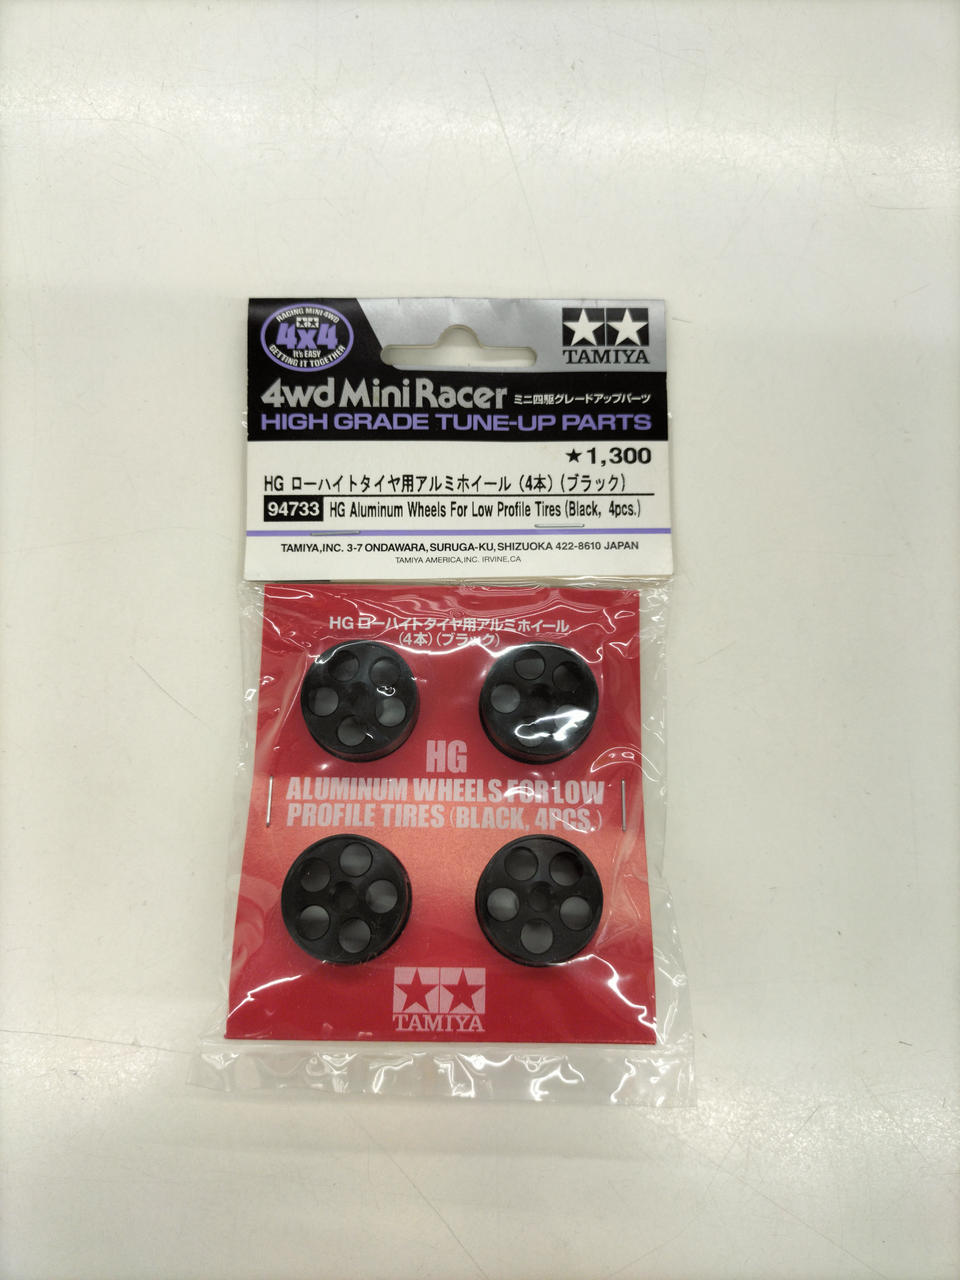 RACING MINI 4WD
4x4
It's EASY
GETTING IT TOGETHER
TAMIYA
4wd Mini Racer ミニ四駆グレードアップパーツ
HIGH GRADE TUNE-UP PARTS
★1,300
HG ローハイトタイヤ用アルミホイール (4本) (ブラック)
94733 HG Aluminum Wheels For Low Profile Tires (Black, 4pcs.)
TAMIYA,INC. 3-7 ONDAWARA, SURUGA-KU, SHIZUOKA 422-8610 JAPAN
TAMIYA AMERICA,INC. IRVINE,CA
HG ローハイトタイヤ用アルミホイール
(4本) (ブラック)
HG
ALUMINUM WHEELS FOR LOW
PROFILE TIRES (BLACK, 4PCS.)
TAMIYA